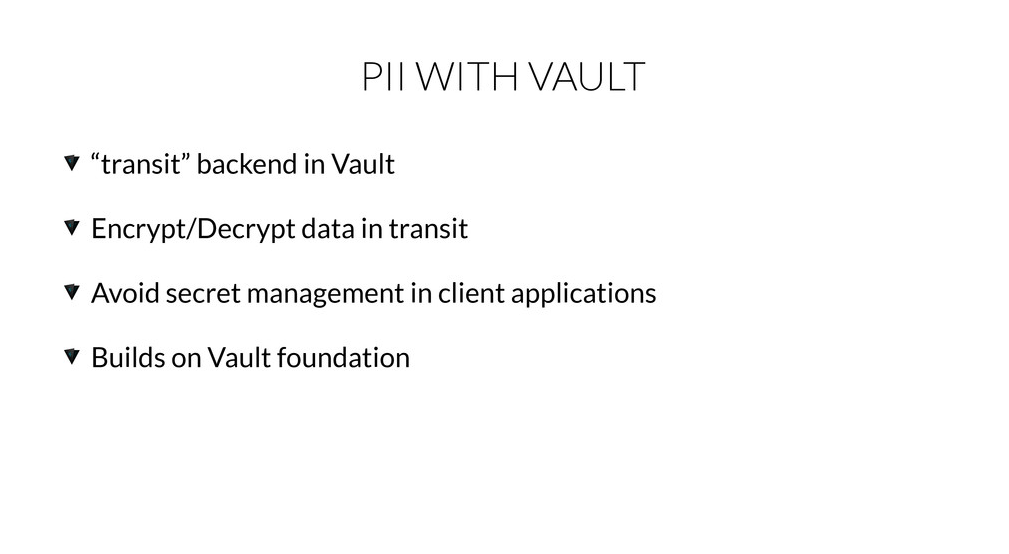 PII WITH VAULT
“transit” backend in Vault
Encrypt/Decrypt data in transit
Avoid secret management in client applications
Builds on Vault foundation